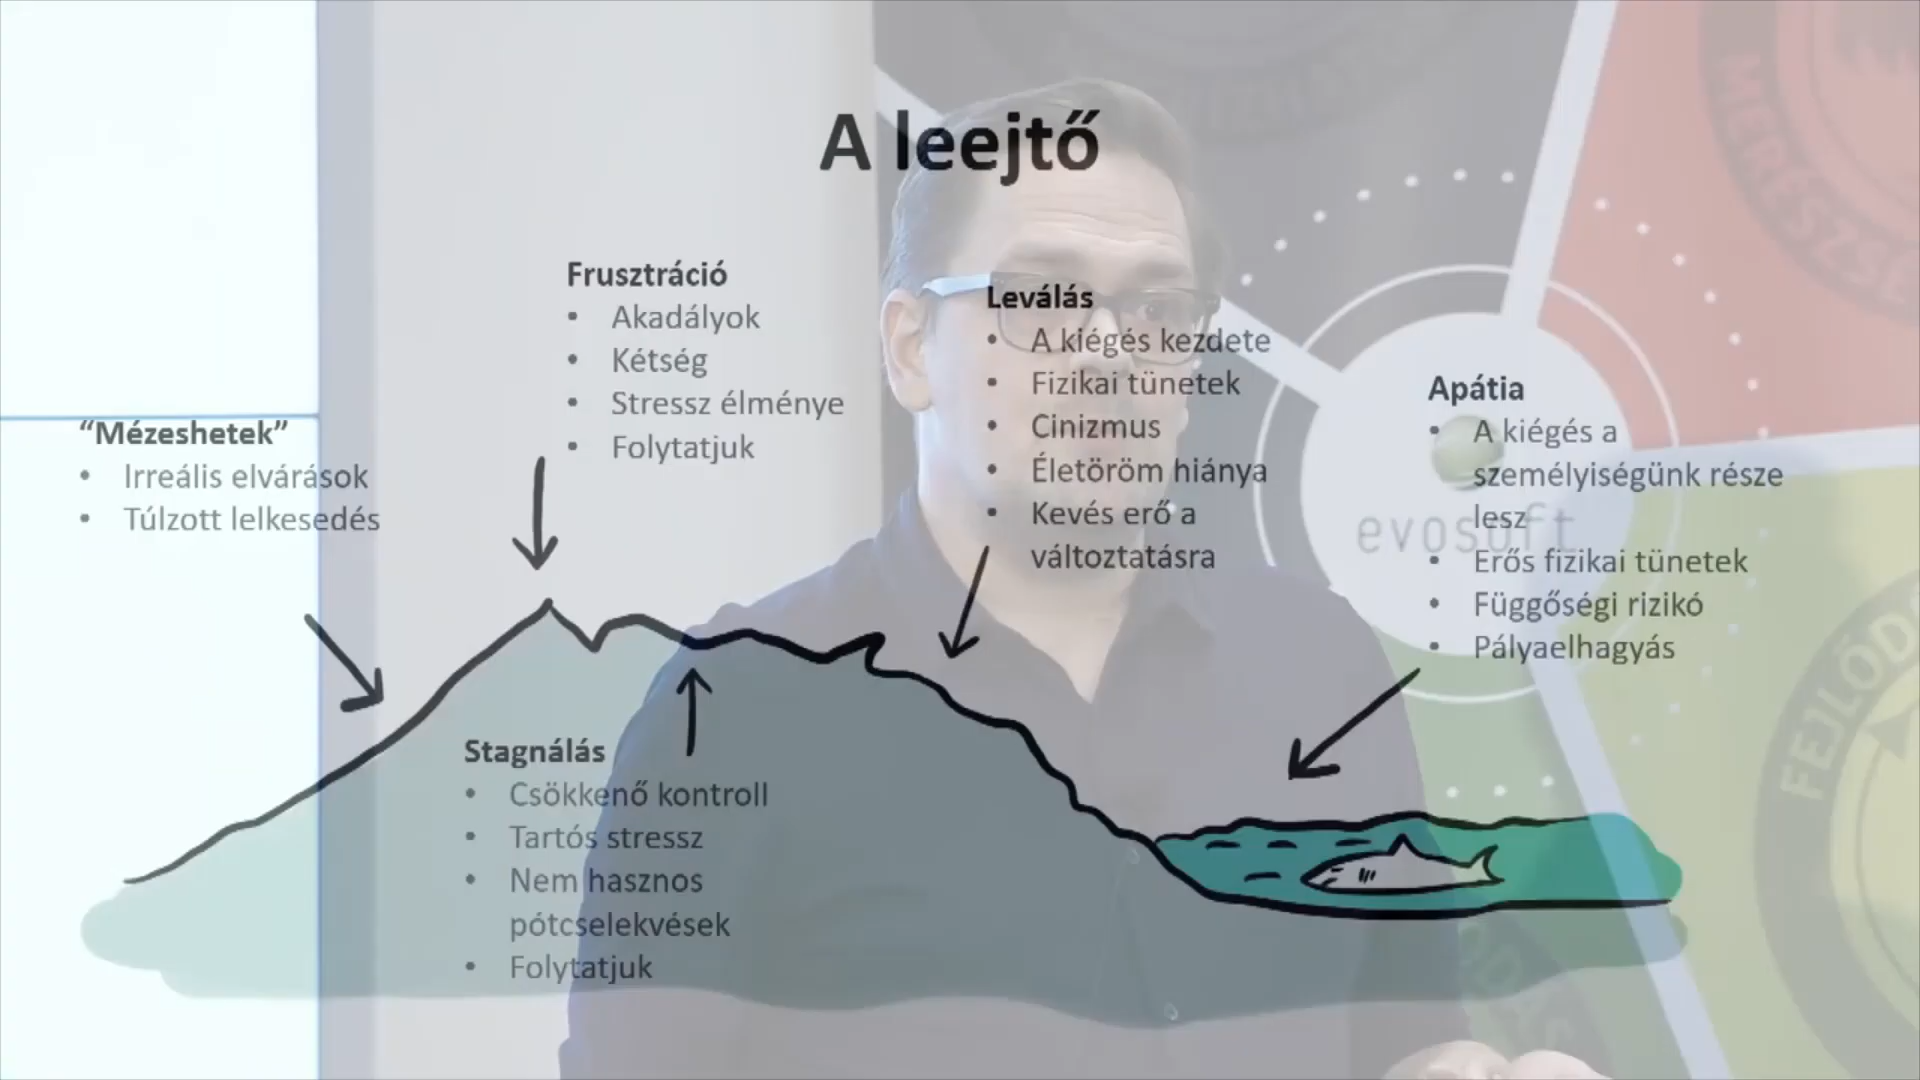 A leejtő
“Mézeshetek”
• Irreális elvárások
• Túlzott lelkesedés
Frusztráció
• Akadályok
• Kétség
• Stressz élménye
• Folytatjuk
Stagnálás
• Csökkenő kontroll
• Tartós stressz
• Nem hasznos
pótcselekvések
• Folytatjuk
Leválás
• A kiégés kezdete
• Fizikai tünetek
• Cinizmus
• Életöröm hiánya
• Kevés erő a
változtatásra
Apátia
• A kiégés a
személyiségünk része
lesz
• Erős fizikai tünetek
• Függőségi rizikó
• Pályaelhagyás
evosoft